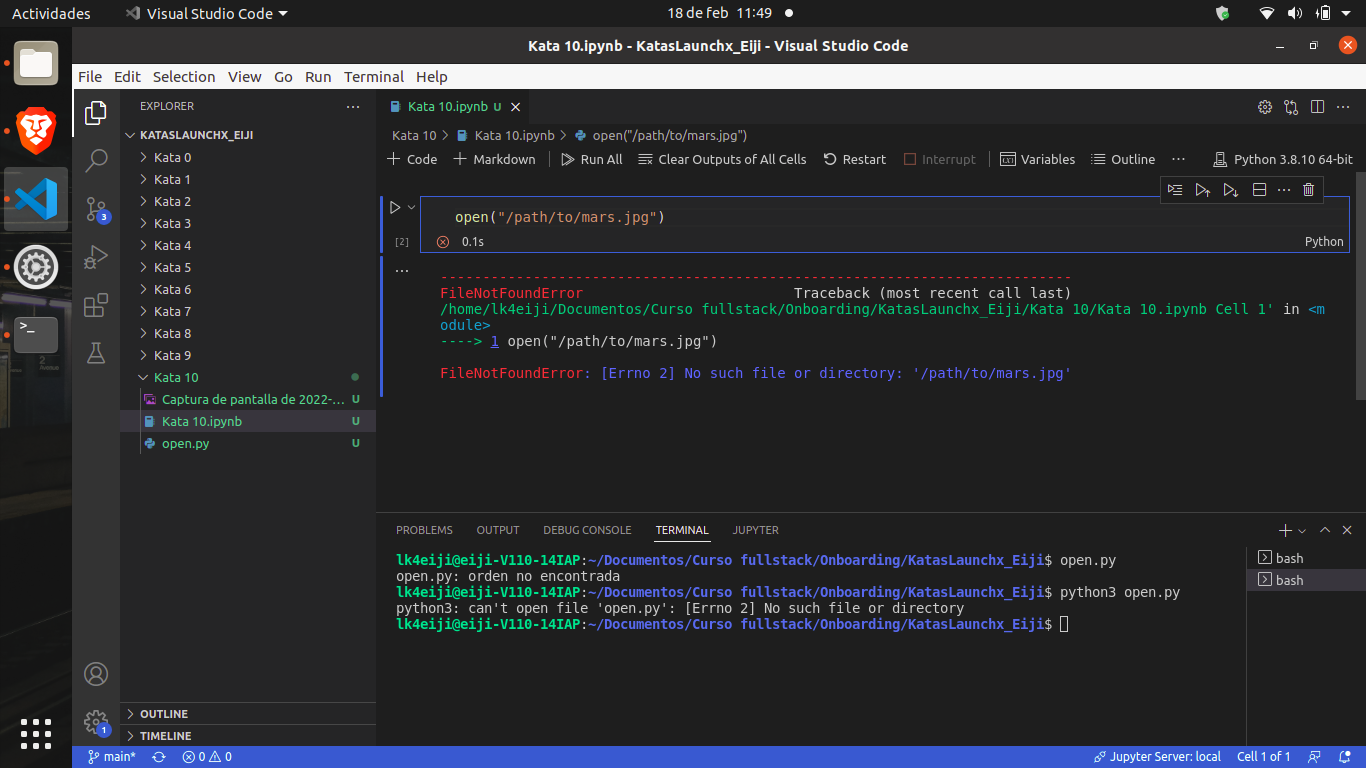 Actividades Visual Studio Code 18 de feb 11:49
Kata 10.ipynb - KatasLaunchx_Eiji - Visual Studio Code
File Edit Selection View Go Run Terminal Help
EXPLORER
KATASLAUNCHX_EIJI
Kata 0
Kata 1
Kata 2
Kata 3
Kata 4
Kata 5
Kata 6
Kata 7
Kata 8
Kata 9
Kata 10
Captura de pantalla de 2022-... U
Kata 10.ipynb U
open.py U
OUTLINE
TIMELINE
3
1
Kata 10.ipynb U
Kata 10 > Kata 10.ipynb > open("/path/to/mars.jpg")
+ Code + Markdown Run All Clear Outputs of All Cells Restart Interrupt Variables Outline ... Python 3.8.10 64-bit
open("/path/to/mars.jpg")
[2] 0.1s Python
---------------------------------------------------------------------------
FileNotFoundError Traceback (most recent call last)
/home/lk4eiji/Documentos/Curso fullstack/Onboarding/KatasLaunchx_Eiji/Kata 10/Kata 10.ipynb Cell 1' in <m
odule>
----> 1 open("/path/to/mars.jpg")
FileNotFoundError: [Errno 2] No such file or directory: '/path/to/mars.jpg'
PROBLEMS OUTPUT DEBUG CONSOLE TERMINAL JUPYTER
lk4eiji@eiji-V110-14IAP:~/Documentos/Curso fullstack/Onboarding/KatasLaunchx_Eiji$ open.py
open.py: orden no encontrada
lk4eiji@eiji-V110-14IAP:~/Documentos/Curso fullstack/Onboarding/KatasLaunchx_Eiji$ python3 open.py
python3: can't open file 'open.py': [Errno 2] No such file or directory
lk4eiji@eiji-V110-14IAP:~/Documentos/Curso fullstack/Onboarding/KatasLaunchx_Eiji$
bash
bash
main* 0 0 Jupyter Server: local Cell 1 of 1